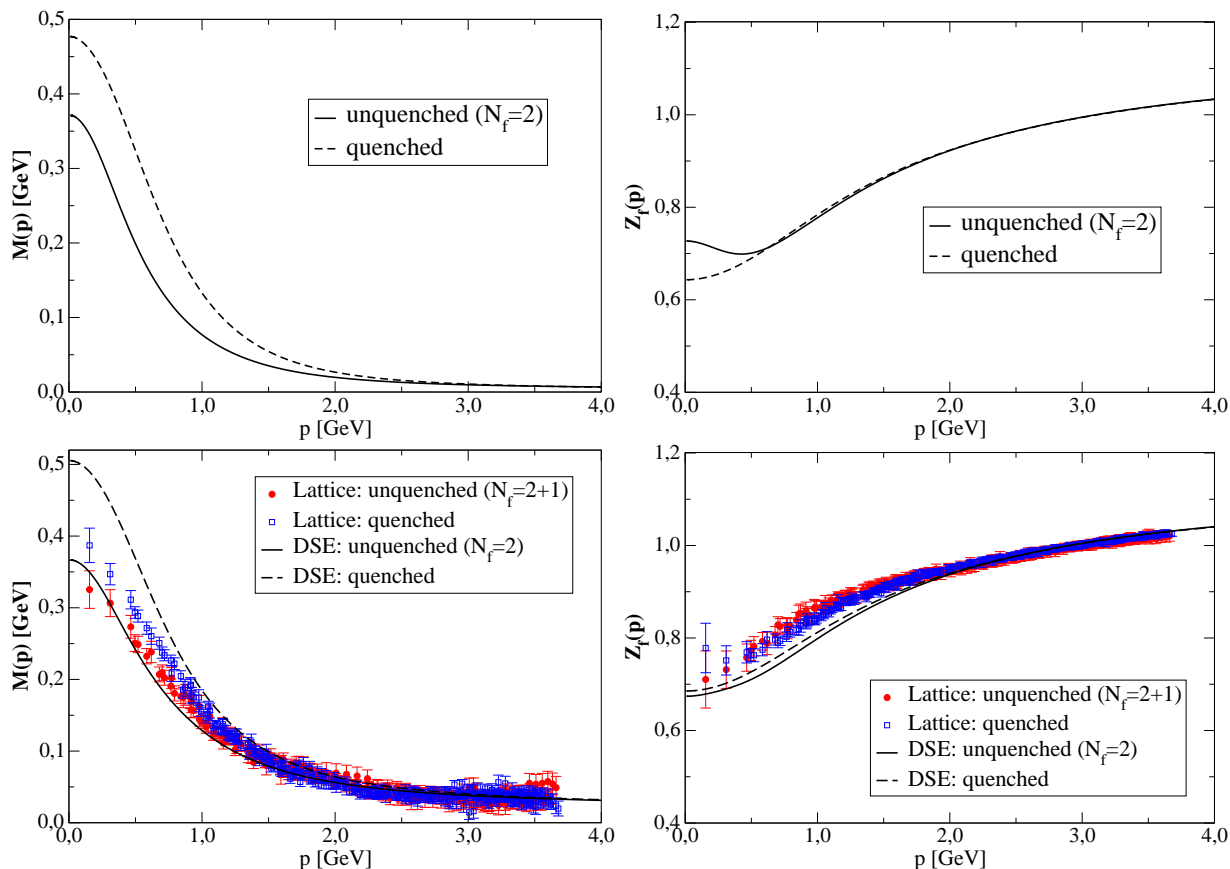 0,5
0,4
0,3
0,2
0,1
0,0
M(p) [GeV]
unquenched (N_f=2)
quenched
0,0 1,0 2,0 3,0 4,0
p [GeV]
1,2
1,0
0,8
0,6
0,4
Z_f(p)
unquenched (N_f=2)
quenched
0,0 1,0 2,0 3,0 4,0
p [GeV]
0,5
0,4
0,3
0,2
0,1
0,0
M(p) [GeV]
Lattice: unquenched (N_f=2+1)
Lattice: quenched
DSE: unquenched (N_f=2)
DSE: quenched
0,0 1,0 2,0 3,0 4,0
p [GeV]
1,2
1,0
0,8
0,6
0,4
Z_f(p)
Lattice: unquenched (N_f=2+1)
Lattice: quenched
DSE: unquenched (N_f=2)
DSE: quenched
0,0 1,0 2,0 3,0 4,0
p [GeV]